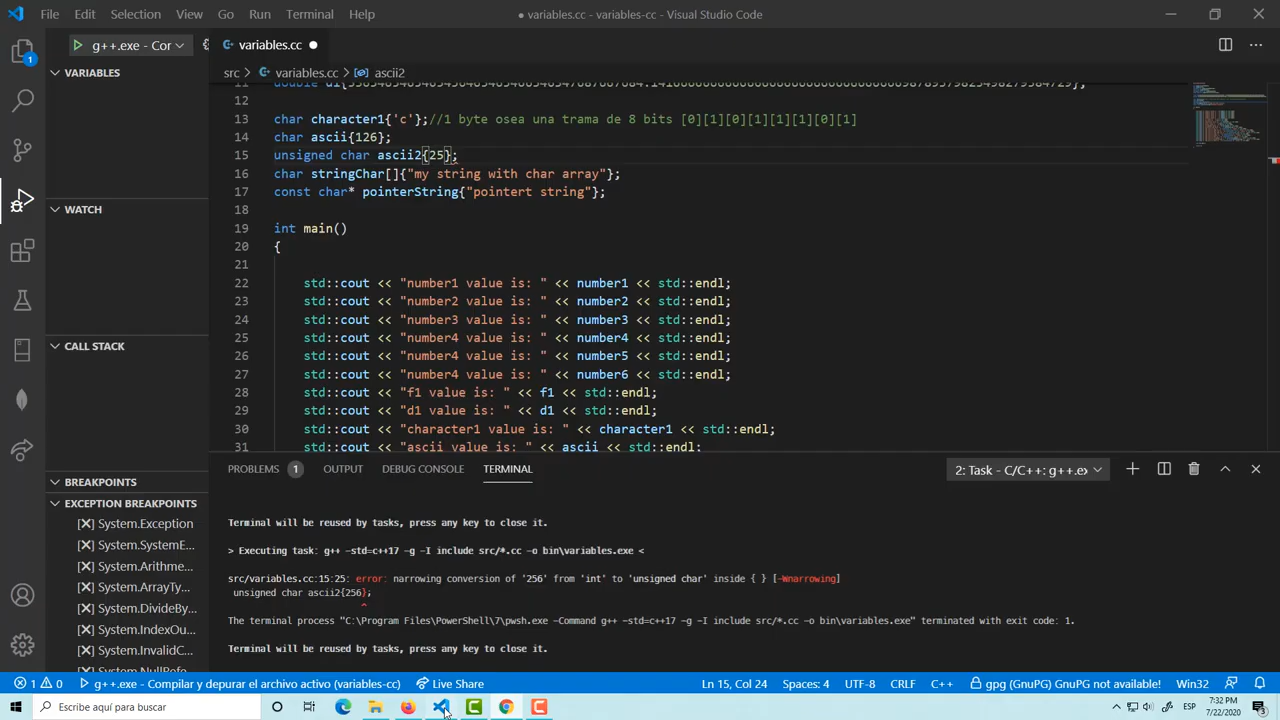 File Edit Selection View Go Run Terminal Help
● variables.cc - variables-cc - Visual Studio Code
1
g++.exe - Cor
variables.cc ●
src > variables.cc > ascii2
VARIABLES
WATCH
CALL STACK
BREAKPOINTS
EXCEPTION BREAKPOINTS
System.Exception
System.SystemE...
System.Arithme...
System.ArrayTy...
System.DivideBy...
System.IndexOu...
System.InvalidC...
12
13 char character1{'c'};//1 byte osea una trama de 8 bits [0][1][0][1][1][1][0][1]
14 char ascii{126};
15 unsigned char ascii2{25};
16 char stringChar[]{"my string with char array"};
17 const char* pointerString{"pointert string"};
18
19 int main()
20 {
21
22 std::cout << "number1 value is: " << number1 << std::endl;
23 std::cout << "number2 value is: " << number2 << std::endl;
24 std::cout << "number3 value is: " << number3 << std::endl;
25 std::cout << "number4 value is: " << number4 << std::endl;
26 std::cout << "number4 value is: " << number5 << std::endl;
27 std::cout << "number4 value is: " << number6 << std::endl;
28 std::cout << "f1 value is: " << f1 << std::endl;
29 std::cout << "d1 value is: " << d1 << std::endl;
30 std::cout << "character1 value is: " << character1 << std::endl;
31 std::cout << "ascii value is: " << ascii << std::endl;
PROBLEMS 1 OUTPUT DEBUG CONSOLE TERMINAL
2: Task - C/C++: g++.ex
Terminal will be reused by tasks, press any key to close it.
> Executing task: g++ -std=c++17 -g -I include src/*.cc -o bin\variables.exe <
src/variables.cc:15:25: error: narrowing conversion of '256' from 'int' to 'unsigned char' inside { } [-Wnarrowing]
unsigned char ascii2{256};
^
The terminal process "C:\Program Files\PowerShell\7\pwsh.exe -Command g++ -std=c++17 -g -I include src/*.cc -o bin\variables.exe" terminated with exit code: 1.
Terminal will be reused by tasks, press any key to close it.
1 0 g++.exe - Compilar y depurar el archivo activo (variables-cc) Live Share
Ln 15, Col 24 Spaces: 4 UTF-8 CRLF C++ gpg (GnuPG) GnuPG not available! Win32
Escribe aquí para buscar
ESP
7:32 PM
7/22/2020
3